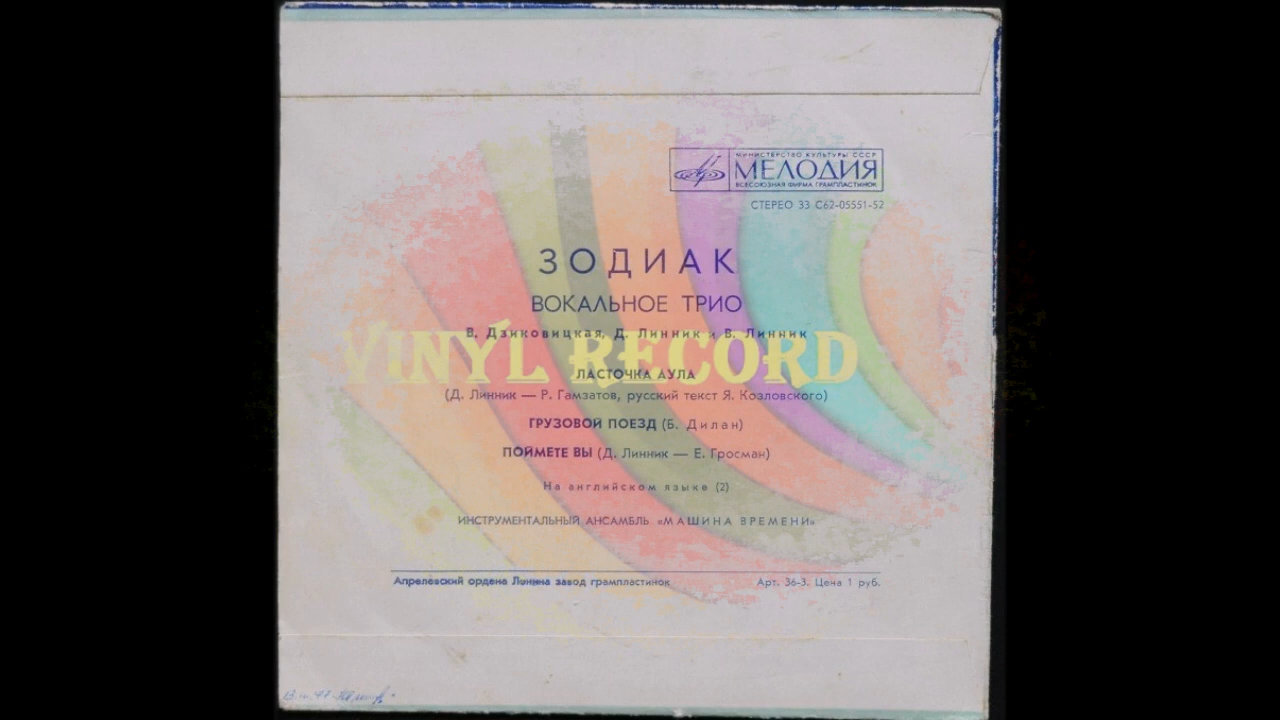 МИНИСТЕРСТВО КУЛЬТУРЫ СССР
МЕЛОДИЯ
ВСЕСОЮЗНАЯ ФИРМА ГРАМПЛАСТИНОК
СТЕРЕО 33 С62-05551-52
ЗОДИАК
ВОКАЛЬНОЕ ТРИО
В. Дзиковицкая, Д. Линник и В. Линник
VINYL RECORD
ЛАСТОЧКА АУЛА
(Д. Линник — Р. Гамзатов, русский текст Я. Козловского)
ГРУЗОВОЙ ПОЕЗД (Б. Дилан)
ПОЙМЕТЕ ВЫ (Д. Линник — Е. Гросман)
На английском языке (2)
ИНСТРУМЕНТАЛЬНЫЙ АНСАМБЛЬ «МАШИНА ВРЕМЕНИ»
Апрелевский ордена Ленина завод грампластинок Арт. 36-3. Цена 1 руб.